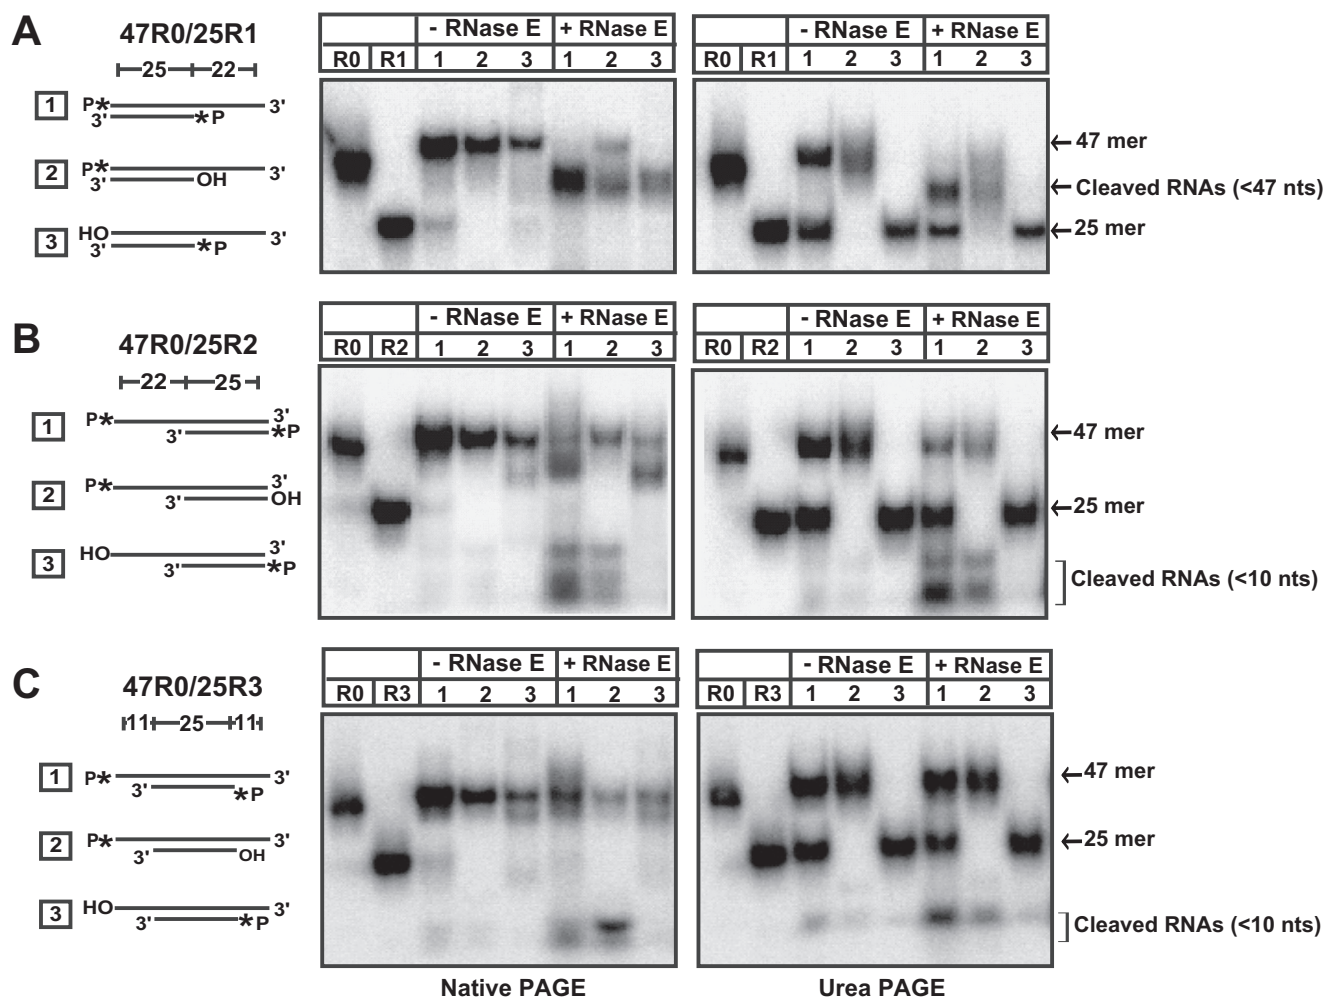 A
47R0/25R1
25 22
1 P* 3'
3' *P
2 P* 3'
3' OH
3 HO 3'
3' *P
- RNase E + RNase E
R0 R1 1 2 3 1 2 3
- RNase E + RNase E
R0 R1 1 2 3 1 2 3
←47 mer
←Cleaved RNAs (<47 nts)
←25 mer
B
47R0/25R2
22 25
1 P* 3'
3' *P
2 P* 3'
3' OH
3 HO 3'
3' *P
- RNase E + RNase E
R0 R2 1 2 3 1 2 3
- RNase E + RNase E
R0 R2 1 2 3 1 2 3
←47 mer
←25 mer
Cleaved RNAs (<10 nts)
C
47R0/25R3
11 25 11
1 P* 3'
3' *P
2 P* 3'
3' OH
3 HO 3'
3' *P
- RNase E + RNase E
R0 R3 1 2 3 1 2 3
- RNase E + RNase E
R0 R3 1 2 3 1 2 3
←47 mer
←25 mer
Cleaved RNAs (<10 nts)
Native PAGE Urea PAGE